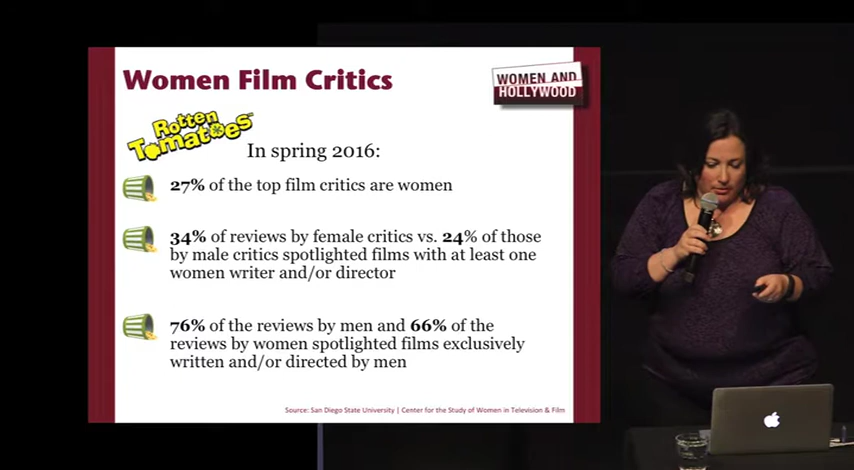 Women Film Critics
WOMEN AND
HOLLYWOOD
Rotten
Tomatoes™
In spring 2016:
27% of the top film critics are women
34% of reviews by female critics vs. 24% of those
by male critics spotlighted films with at least one
women writer and/or director
76% of the reviews by men and 66% of the
reviews by women spotlighted films exclusively
written and/or directed by men
Source: San Diego State University | Center for the Study of Women in Television & Film